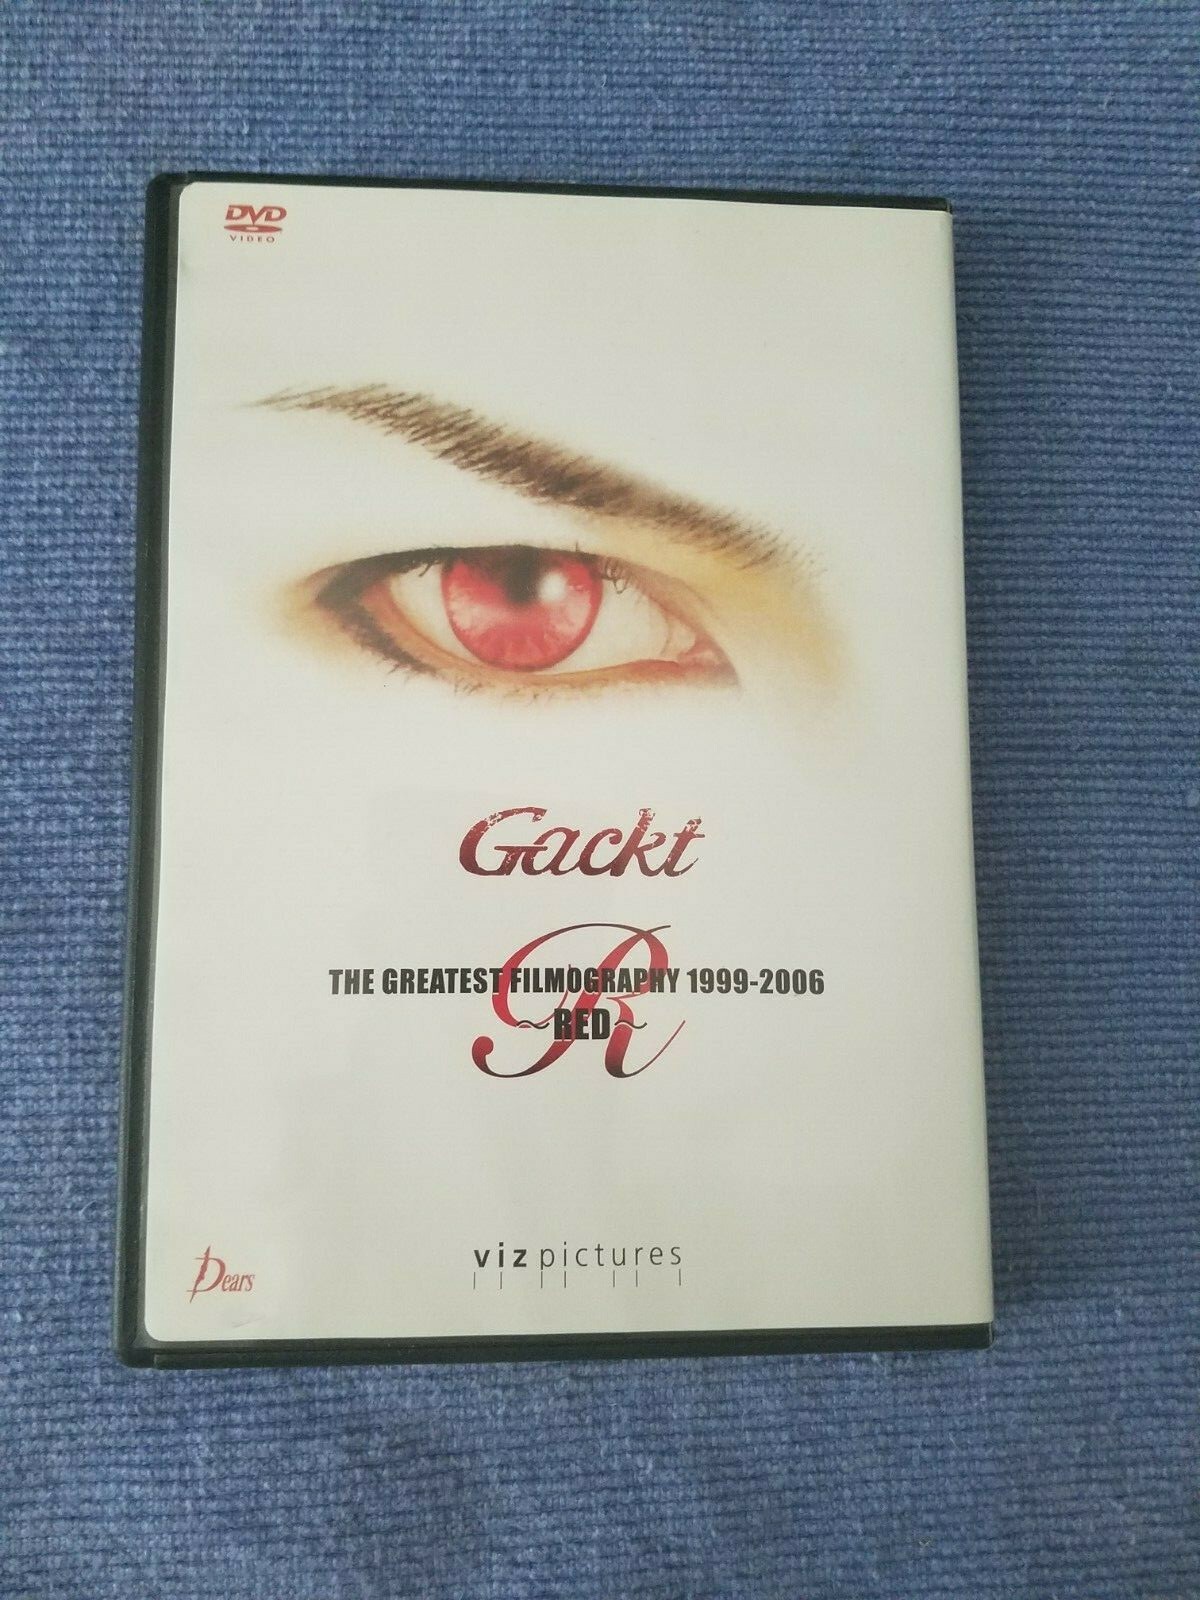 DVD
VIDEO
Gackt
R
THE GREATEST FILMOGRAPHY 1999-2006
~RED~
viz pictures
Dears